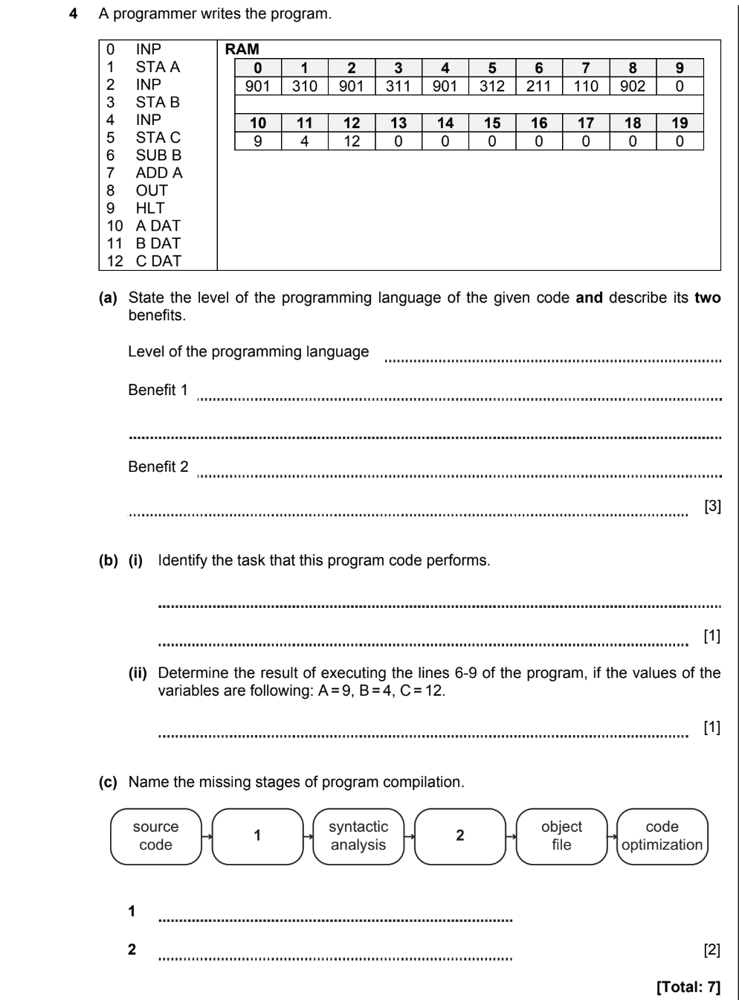 4 A programmer writes the program.
0 INP
1 STA A
2 INP
3 STA B
4 INP
5 STA C
6 SUB B
7 ADD A
8 OUT
9 HLT
10 A DAT
11 B DAT
12 C DAT
RAM
0 1 2 3 4 5 6 7 8 9
901 310 901 311 901 312 211 110 902 0
10 11 12 13 14 15 16 17 18 19
9 4 12 0 0 0 0 0 0 0
(a) State the level of the programming language of the given code and describe its two
benefits.
Level of the programming language
Benefit 1
Benefit 2
[3]
(b) (i) Identify the task that this program code performs.
[1]
(ii) Determine the result of executing the lines 6-9 of the program, if the values of the
variables are following: A = 9, B = 4, C = 12.
[1]
(c) Name the missing stages of program compilation.
source
code
1
syntactic
analysis
2
object
file
code
optimization
1
2 [2]
[Total: 7]